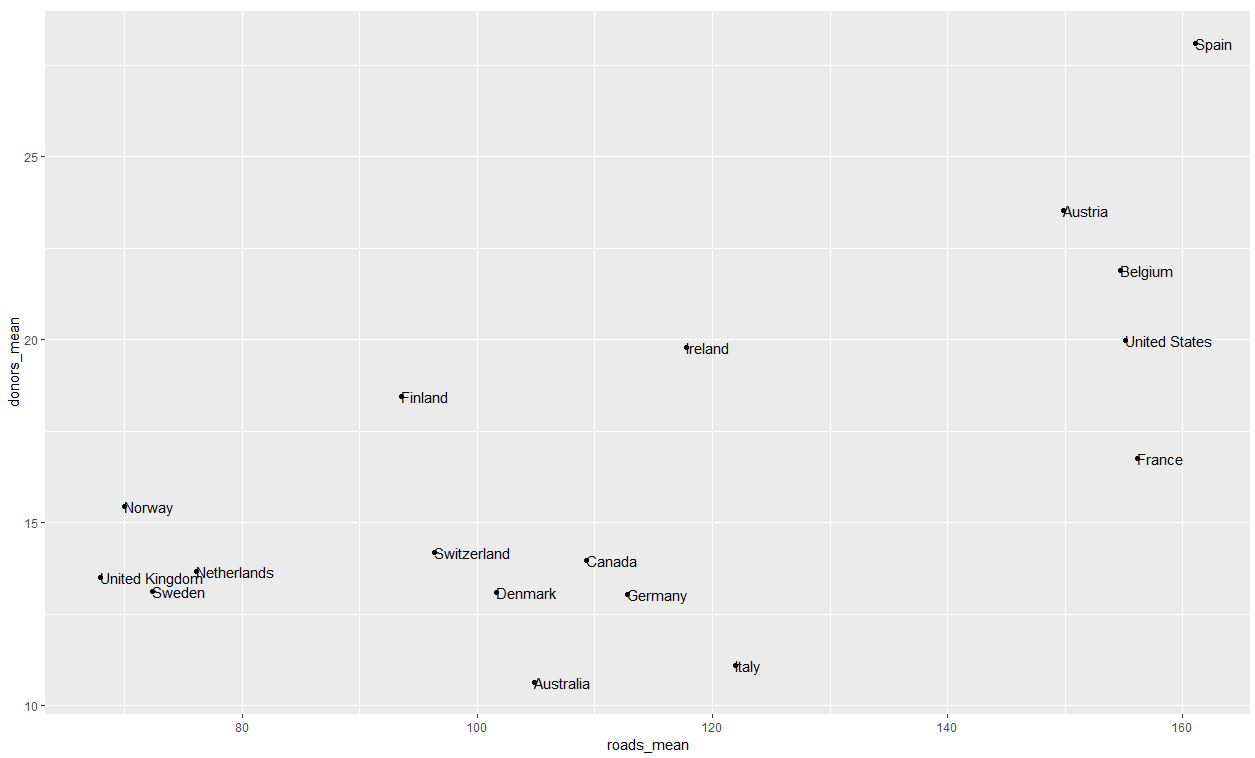 Spain
25
Austria
Belgium
20
United States
Ireland
Finland
France
Norway
15
Switzerland
Canada
Netherlands
United Kingdom
Sweden
Denmark
Germany
Italy
Australia
10
donors_mean
80
100
120
140
160
roads_mean